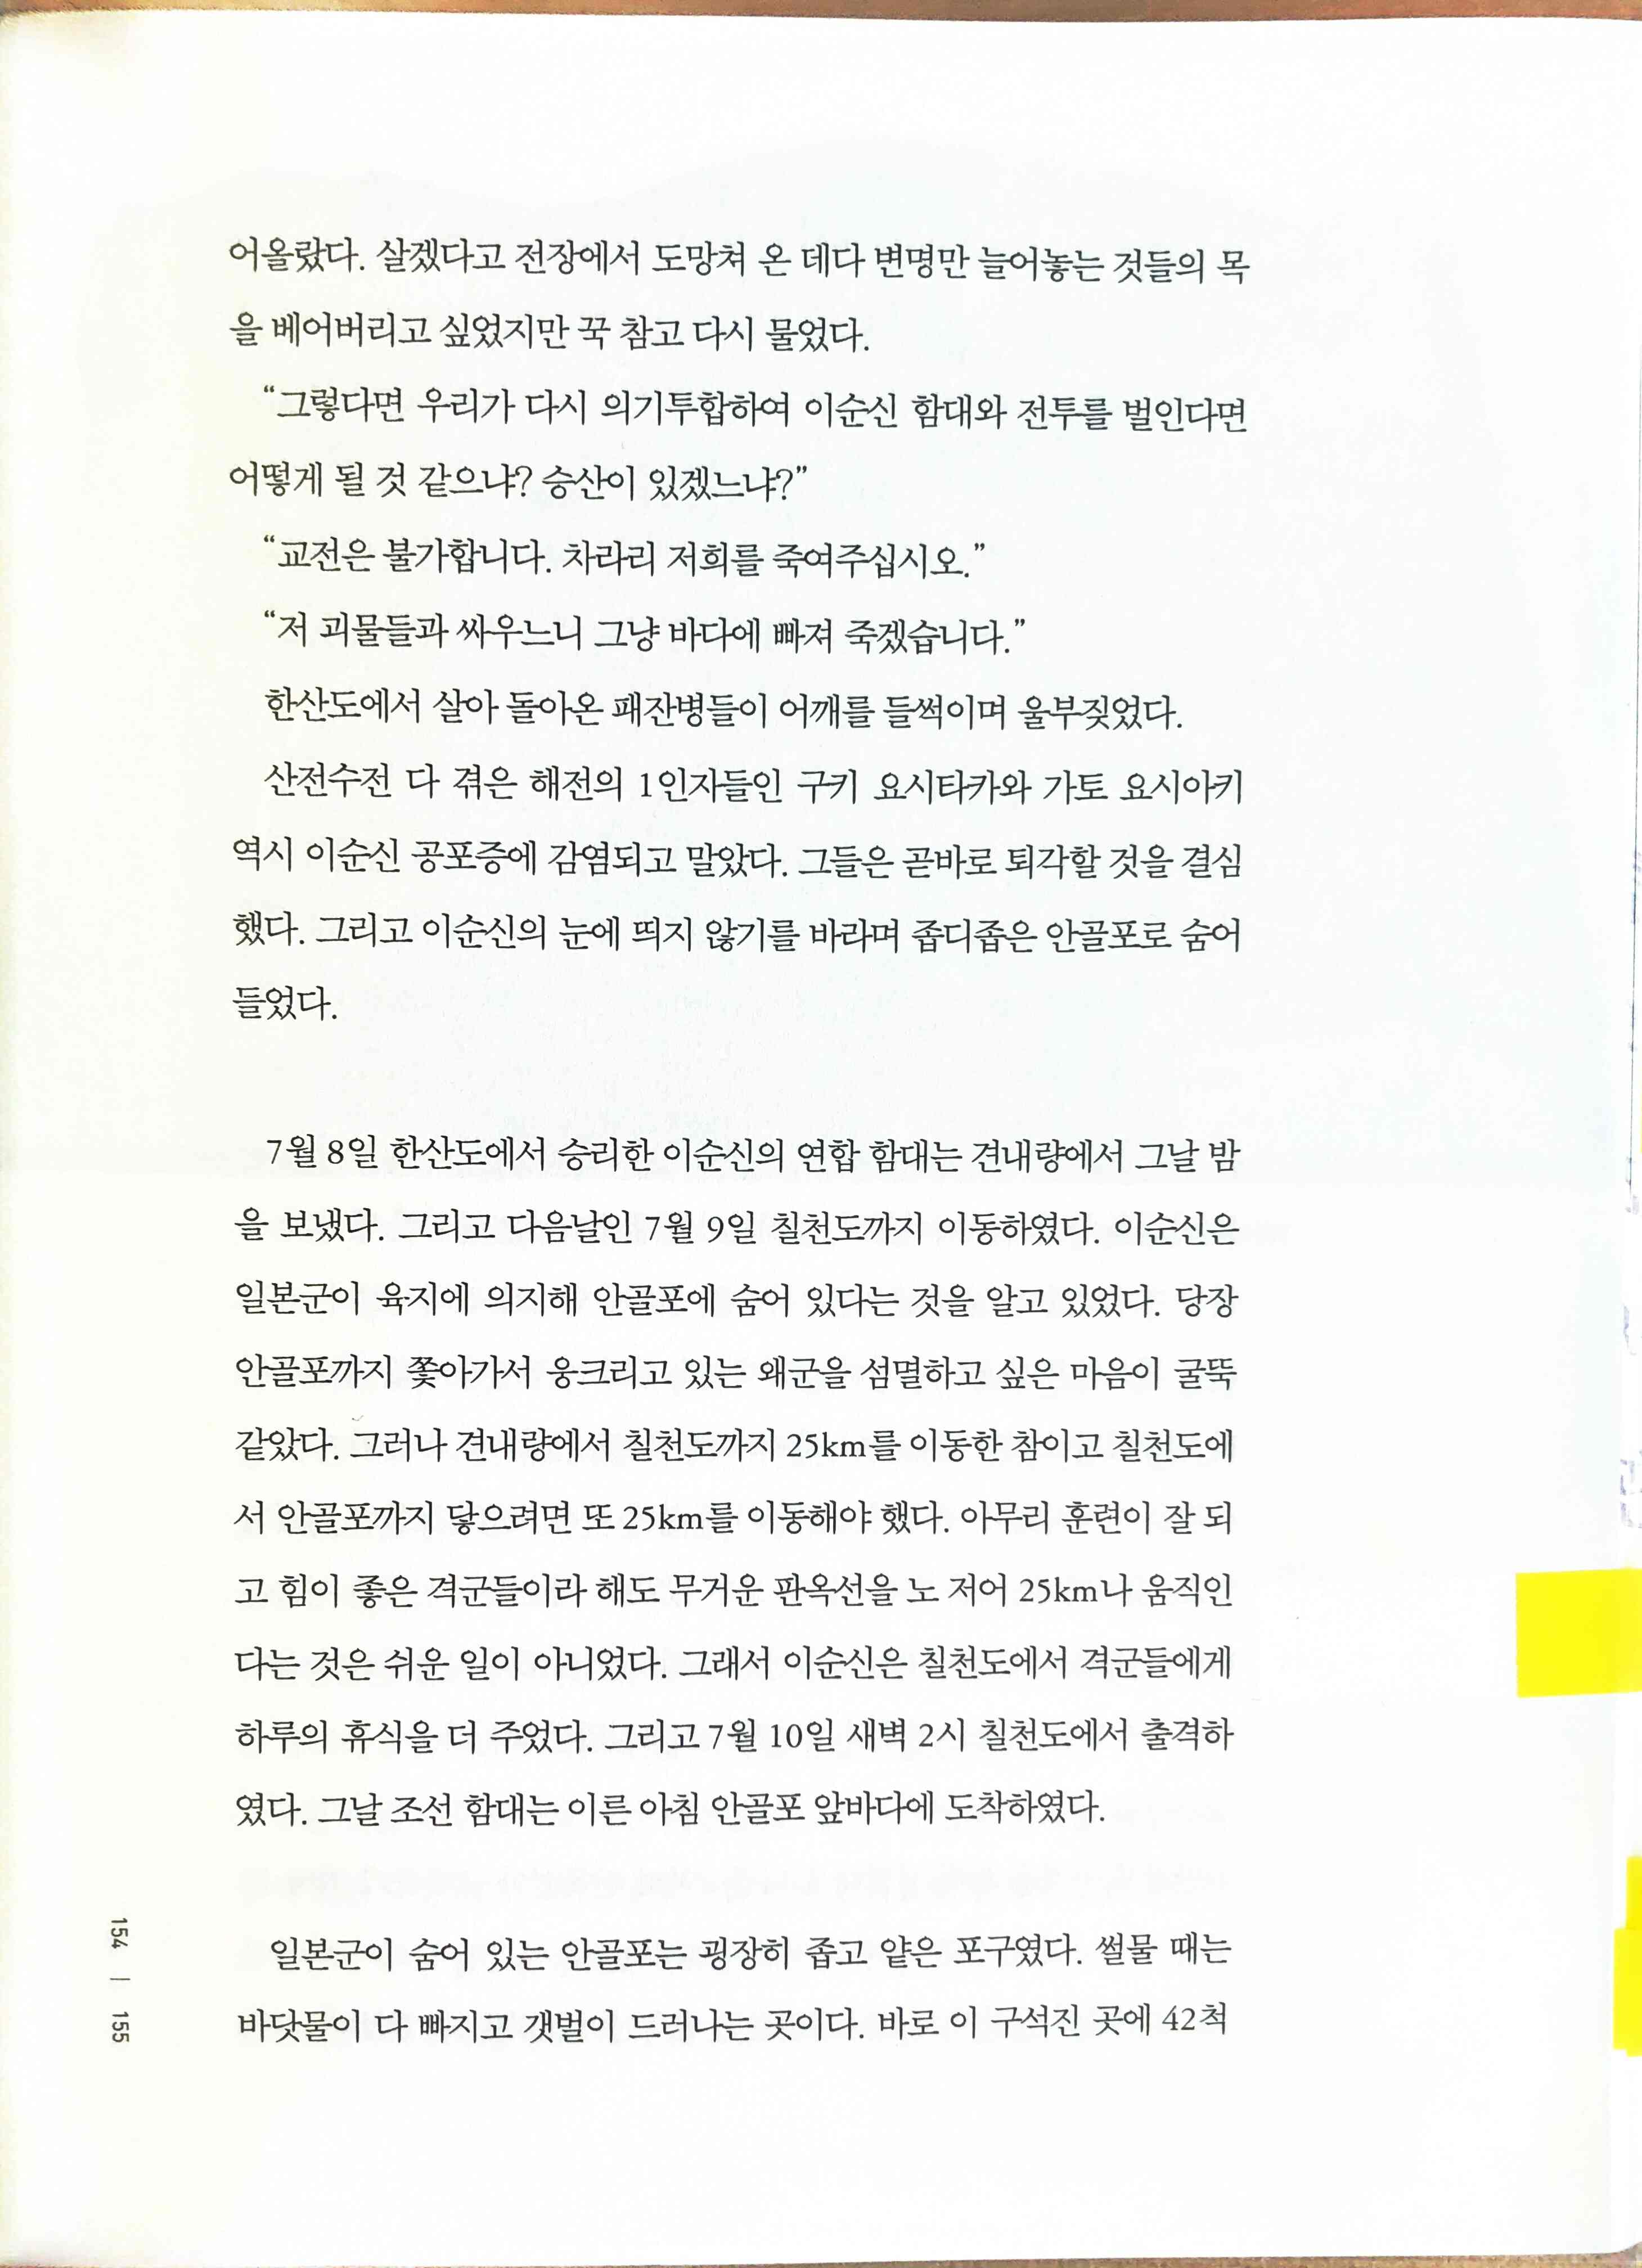 어올랐다. 살겠다고 전장에서 도망쳐 온 데다 변명만 늘어놓는 것들의 목
을 베어버리고 싶었지만 꾹 참고 다시 물었다.
“그렇다면 우리가 다시 의기투합하여 이순신 함대와 전투를 벌인다면
어떻게 될 것 같으냐? 승산이 있겠느냐?”
“교전은 불가합니다. 차라리 저희를 죽여주십시오.”
“저 괴물들과 싸우느니 그냥 바다에 빠져 죽겠습니다.”
한산도에서 살아 돌아온 패잔병들이 어깨를 들썩이며 울부짖었다.
산전수전 다 겪은 해전의 1인자들인 구키 요시타카와 가토 요시아키
역시 이순신 공포증에 감염되고 말았다. 그들은 곧바로 퇴각할 것을 결심
했다. 그리고 이순신의 눈에 띄지 않기를 바라며 좁디좁은 안골포로 숨어
들었다.
7월 8일 한산도에서 승리한 이순신의 연합 함대는 견내량에서 그날 밤
을 보냈다. 그리고 다음날인 7월 9일 칠천도까지 이동하였다. 이순신은
일본군이 육지에 의지해 안골포에 숨어 있다는 것을 알고 있었다. 당장
안골포까지 쫓아가서 웅크리고 있는 왜군을 섬멸하고 싶은 마음이 굴뚝
같았다. 그러나 견내량에서 칠천도까지 25km를 이동한 참이고 칠천도에
서 안골포까지 닿으려면 또 25km를 이동해야 했다. 아무리 훈련이 잘 되
고 힘이 좋은 격군들이라 해도 무거운 판옥선을 노 저어 25km나 움직인
다는 것은 쉬운 일이 아니었다. 그래서 이순신은 칠천도에서 격군들에게
하루의 휴식을 더 주었다. 그리고 7월 10일 새벽 2시 칠천도에서 출격하
였다. 그날 조선 함대는 이른 아침 안골포 앞바다에 도착하였다.
일본군이 숨어 있는 안골포는 굉장히 좁고 얕은 포구였다. 썰물 때는
바닷물이 다 빠지고 갯벌이 드러나는 곳이다. 바로 이 구석진 곳에 42척
154 | 155